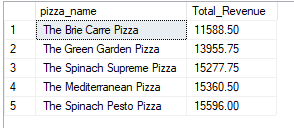 pizza_name Total_Revenue
1 The Brie Carre Pizza 11588.50
2 The Green Garden Pizza 13955.75
3 The Spinach Supreme Pizza 15277.75
4 The Mediterranean Pizza 15360.50
5 The Spinach Pesto Pizza 15596.00